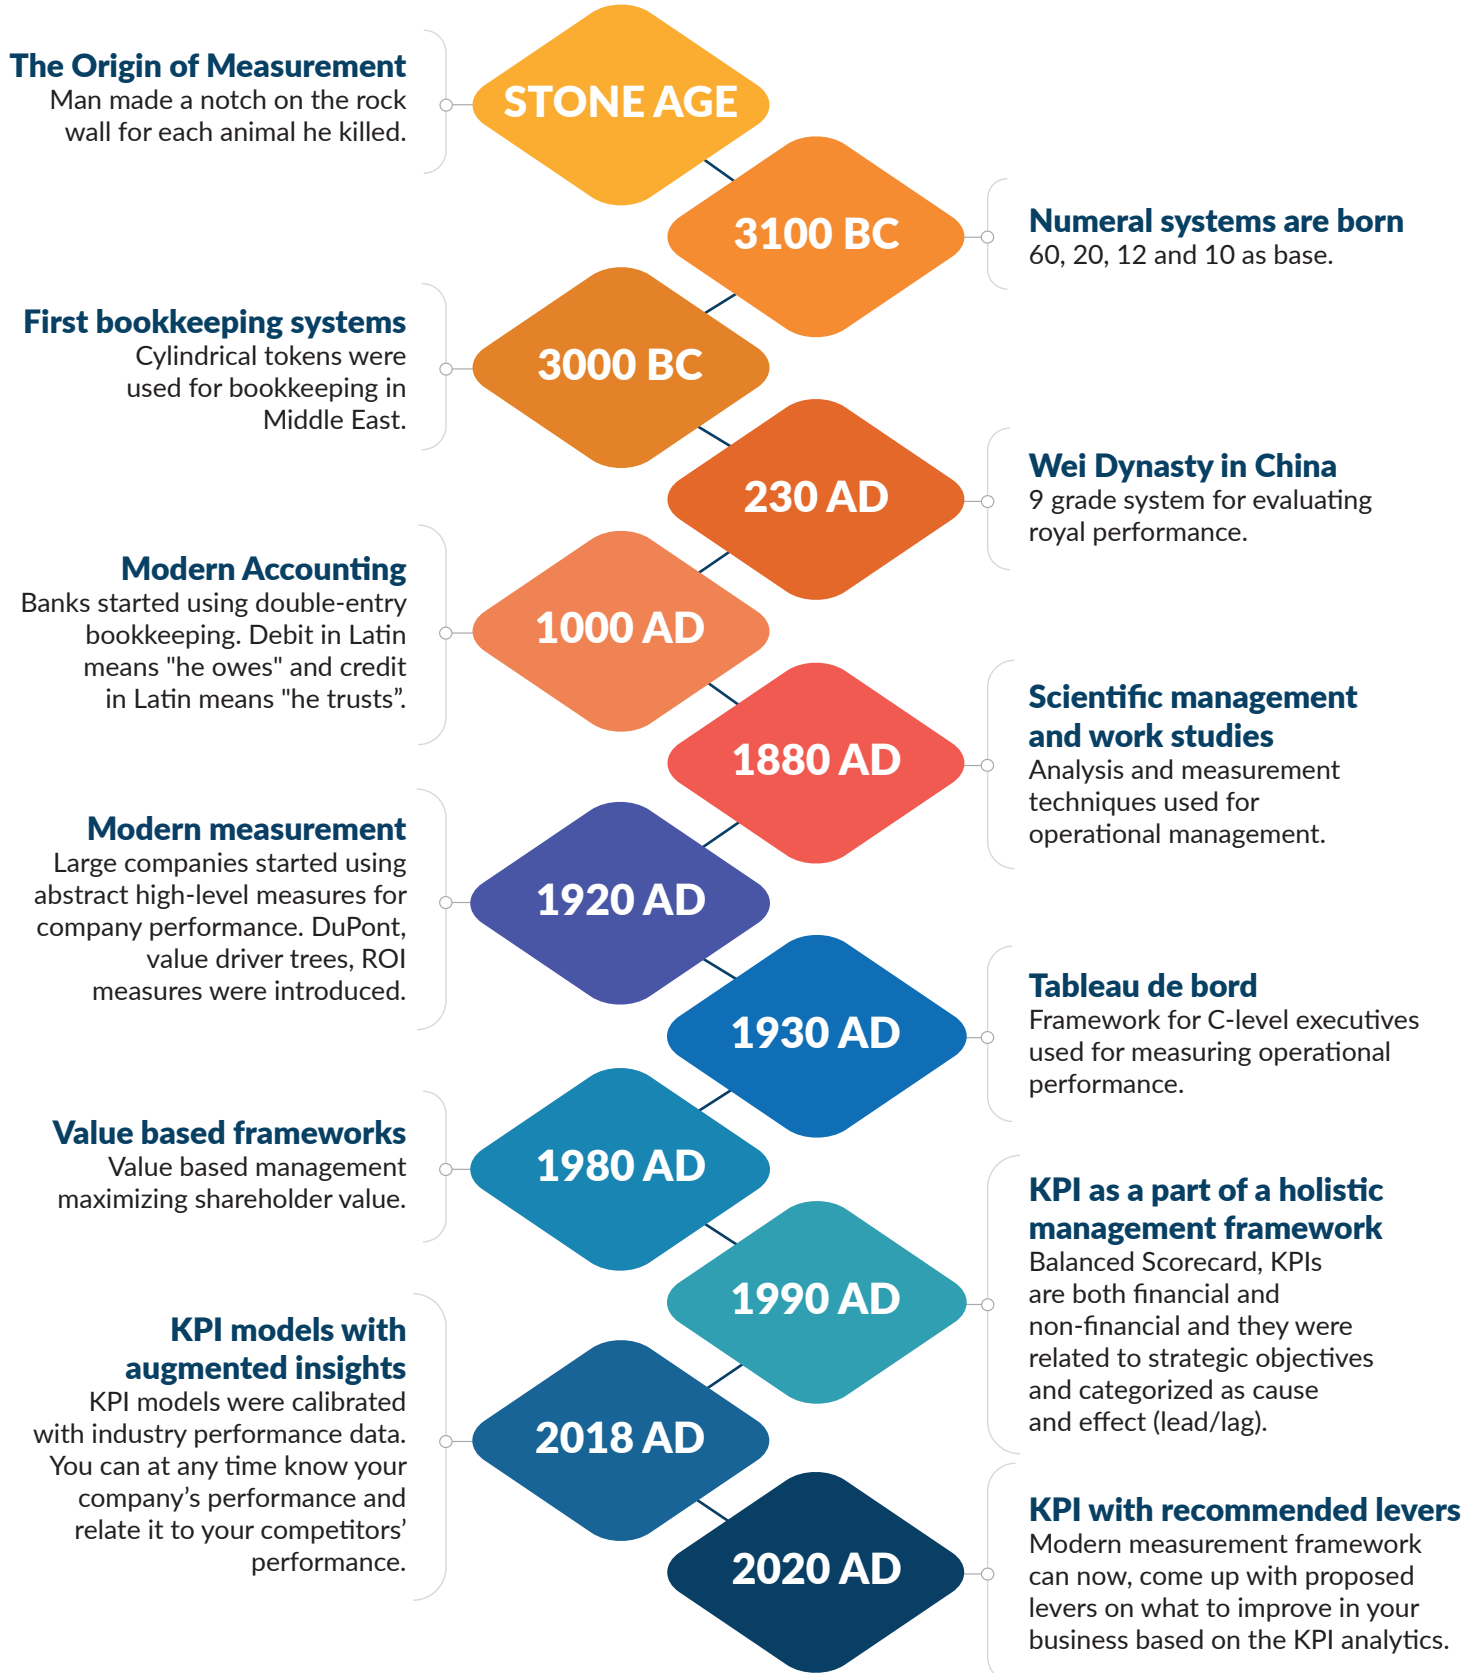 The Origin of Measurement
Man made a notch on the rock
wall for each animal he killed.
STONE AGE
3100 BC
Numeral systems are born
60, 20, 12 and 10 as base.
First bookkeeping systems
Cylindrical tokens were
used for bookkeeping in
Middle East.
3000 BC
230 AD
Wei Dynasty in China
9 grade system for evaluating
royal performance.
Modern Accounting
Banks started using double-entry
bookkeeping. Debit in Latin
means "he owes" and credit
in Latin means "he trusts”.
1000 AD
1880 AD
Scientific management
and work studies
Analysis and measurement
techniques used for
operational management.
Modern measurement
Large companies started using
abstract high-level measures for
company performance. DuPont,
value driver trees, ROI
measures were introduced.
1920 AD
1930 AD
Tableau de bord
Framework for C-level executives
used for measuring operational
performance.
Value based frameworks
Value based management
maximizing shareholder value.
1980 AD
1990 AD
KPI as a part of a holistic
management framework
Balanced Scorecard, KPIs
are both financial and
non-financial and they were
related to strategic objectives
and categorized as cause
and effect (lead/lag).
KPI models with
augmented insights
KPI models were calibrated
with industry performance data.
You can at any time know your
company’s performance and
relate it to your competitors’
performance.
2018 AD
2020 AD
KPI with recommended levers
Modern measurement framework
can now, come up with proposed
levers on what to improve in your
business based on the KPI analytics.